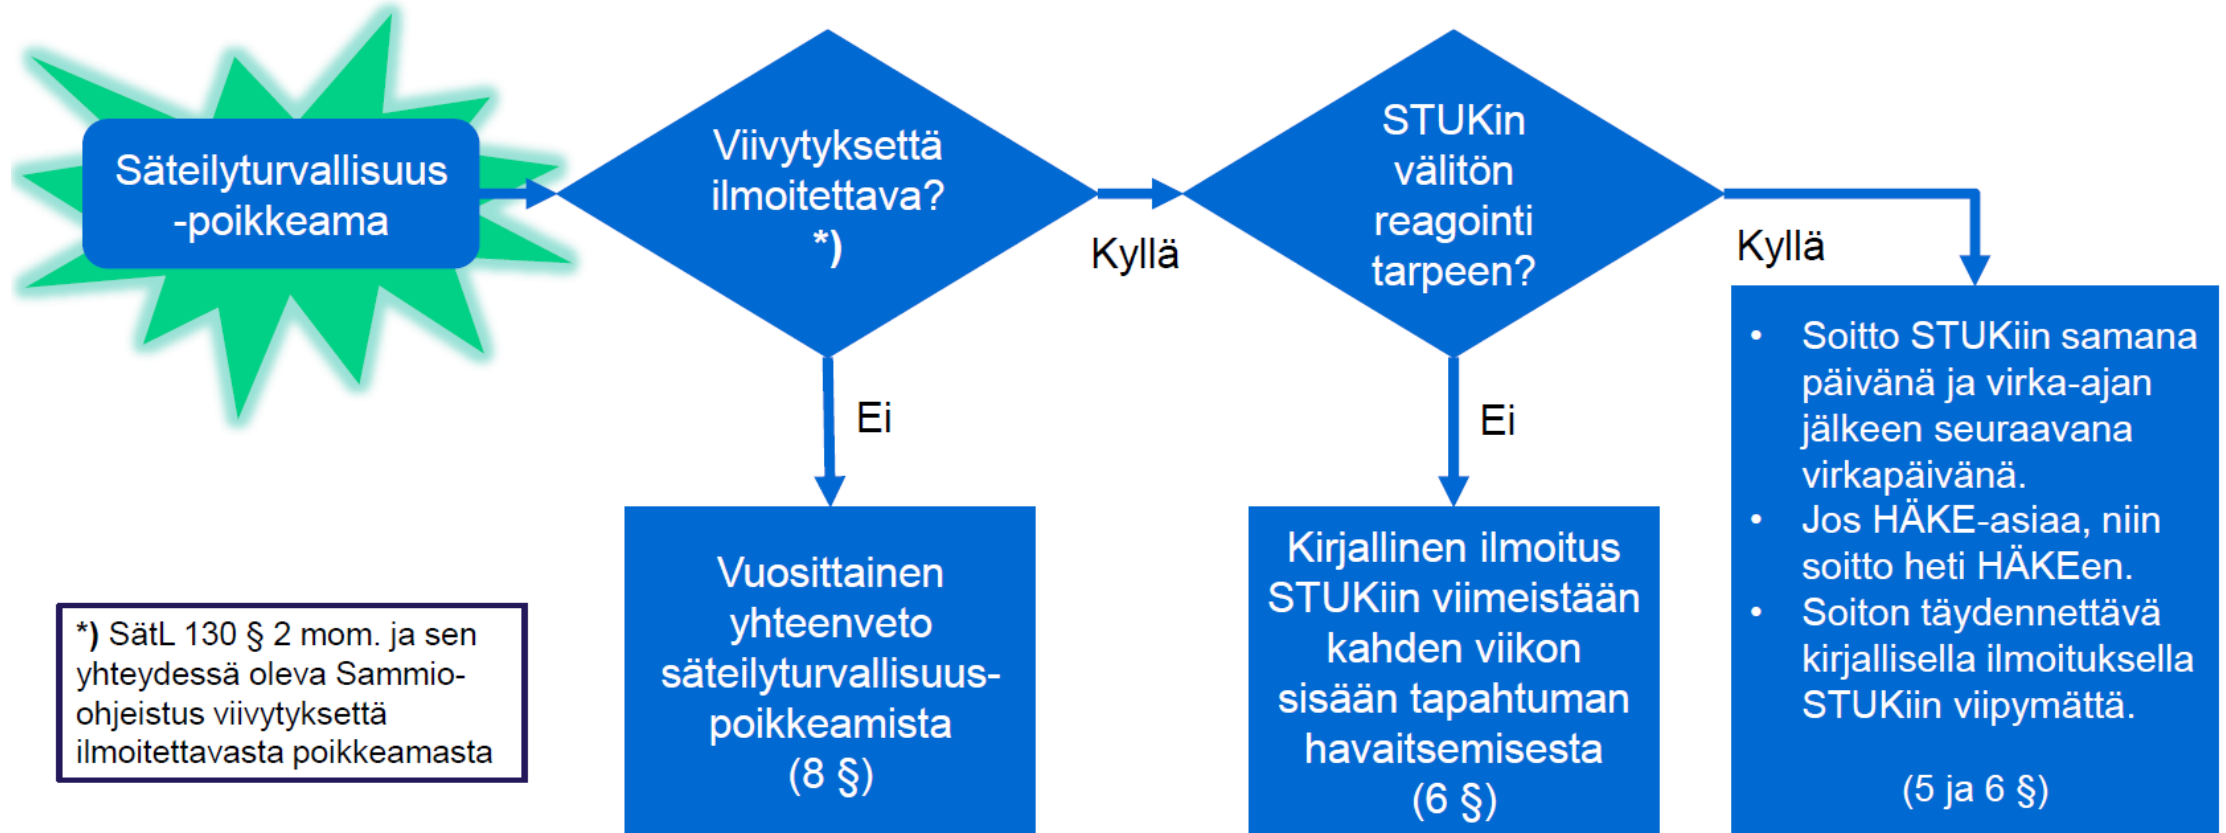 Säteilyturvallisuus
-poikkeama
Viivytyksettä
ilmoitettava?
*)
Kyllä
STUKin
välitön
reagointi
tarpeen?
Kyllä
Ei
Ei
• Soitto STUKiin samana
päivänä ja virka-ajan
jälkeen seuraavana
virkapäivänä.
• Jos HÄKE-asiaa, niin
soitto heti HÄKEen.
• Soiton täydennettävä
kirjallisella ilmoituksella
STUKiin viipymättä.
(5 ja 6 §)
Vuosittainen
yhteenveto
säteilyturvallisuus-
poikkeamista
(8 §)
Kirjallinen ilmoitus
STUKiin viimeistään
kahden viikon
sisään tapahtuman
havaitsemisesta
(6 §)
*) SätL 130 § 2 mom. ja sen
yhteydessä oleva Sammio-
ohjeistus viivytyksettä
ilmoitettavasta poikkeamasta